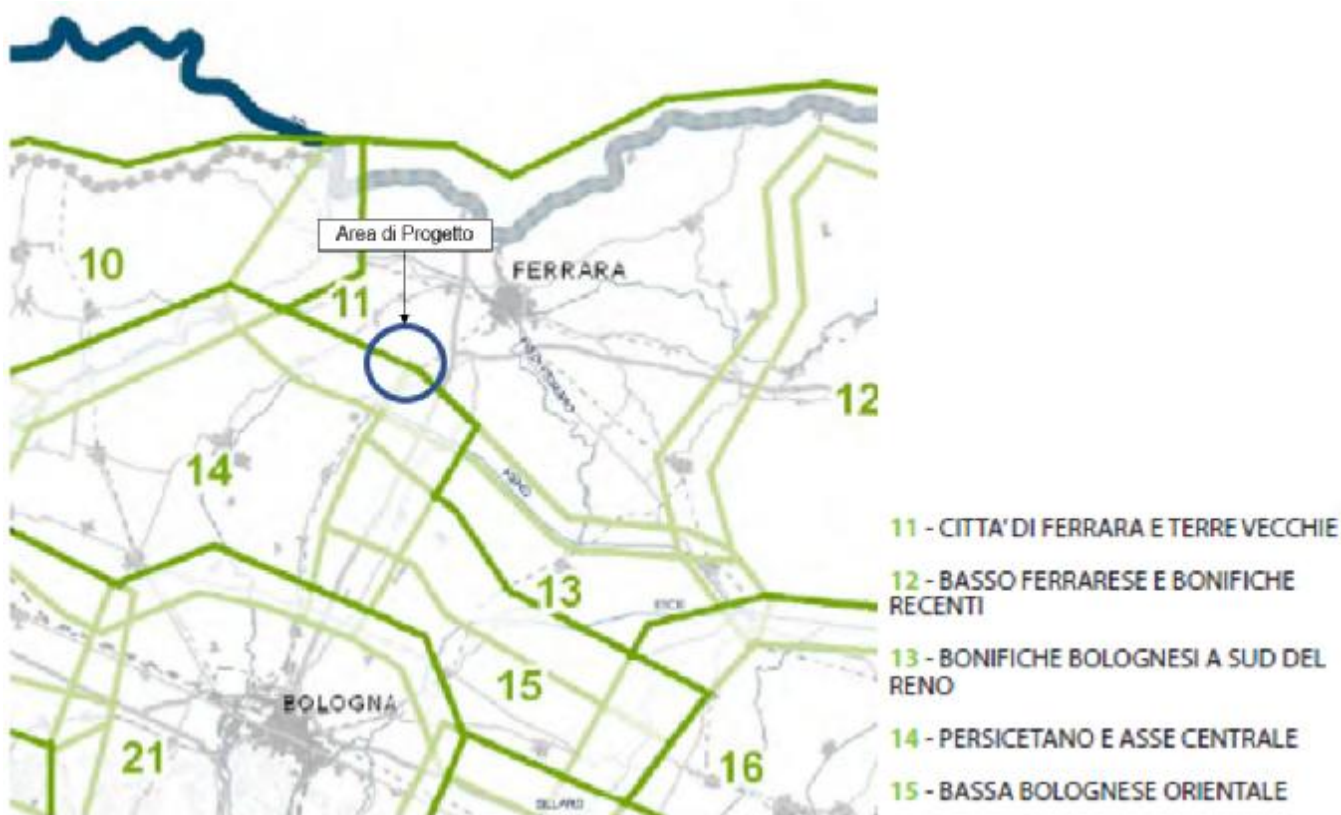 Area di Progetto
10
FERRARA
11
12
14
RENO
13
15
BOLOGNA
21
16
SILLARO
11 - CITTA' DI FERRARA E TERRE VECCHIE
12 - BASSO FERRARESE E BONIFICHE
RECENTI
13 - BONIFICHE BOLOGNESI A SUD DEL
RENO
14 - PERSICETANO E ASSE CENTRALE
15 - BASSA BOLOGNESE ORIENTALE